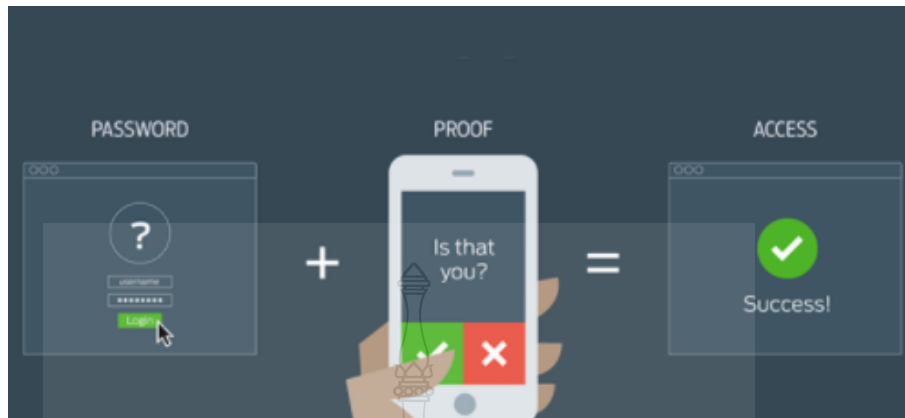 PASSWORD
PROOF
ACCESS
?
username
Login
Is that
you?
+
=
Success!